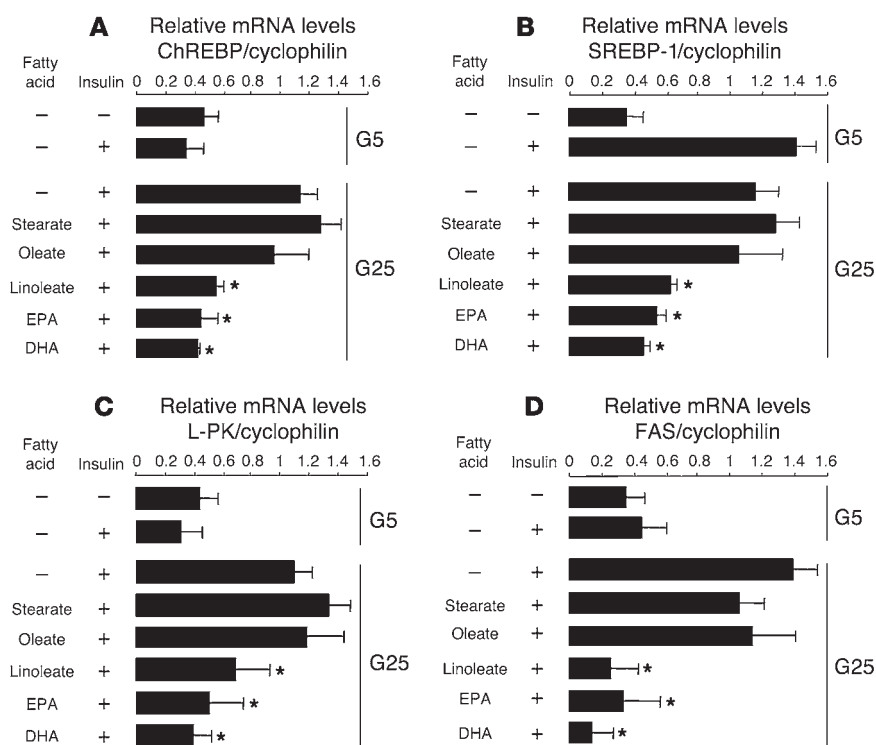 A Relative mRNA levels
ChREBP/cyclophilin
Fatty
acid Insulin 0 0.2 0.4 0.6 0.8 1 1.2 1.4 1.6
– –
– + G5
– +
Stearate +
Oleate + G25
Linoleate + *
EPA + *
DHA + *
B Relative mRNA levels
SREBP-1/cyclophilin
Fatty
acid Insulin 0 0.2 0.4 0.6 0.8 1 1.2 1.4 1.6
– –
– + G5
– +
Stearate +
Oleate + G25
Linoleate + *
EPA + *
DHA + *
C Relative mRNA levels
L-PK/cyclophilin
Fatty
acid Insulin 0 0.2 0.4 0.6 0.8 1 1.2 1.4 1.6
– –
– + G5
– +
Stearate +
Oleate +
Linoleate + * G25
EPA + *
DHA + *
D Relative mRNA levels
FAS/cyclophilin
Fatty
acid Insulin 0 0.2 0.4 0.6 0.8 1 1.2 1.4 1.6
– –
– + G5
– +
Stearate +
Oleate +
Linoleate + * G25
EPA + *
DHA + *